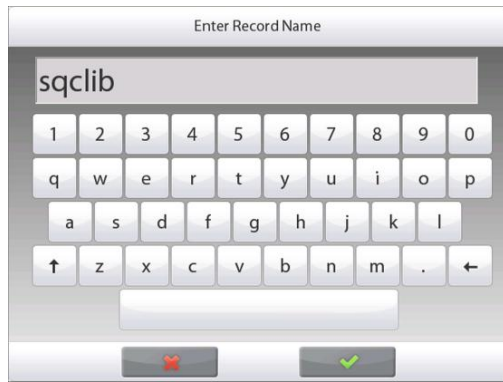 Enter Record Name
sqclib
1 2 3 4 5 6 7 8 9 0
q w e r t y u i o p
a s d f g h j k l
↑ z x c v b n m . ←